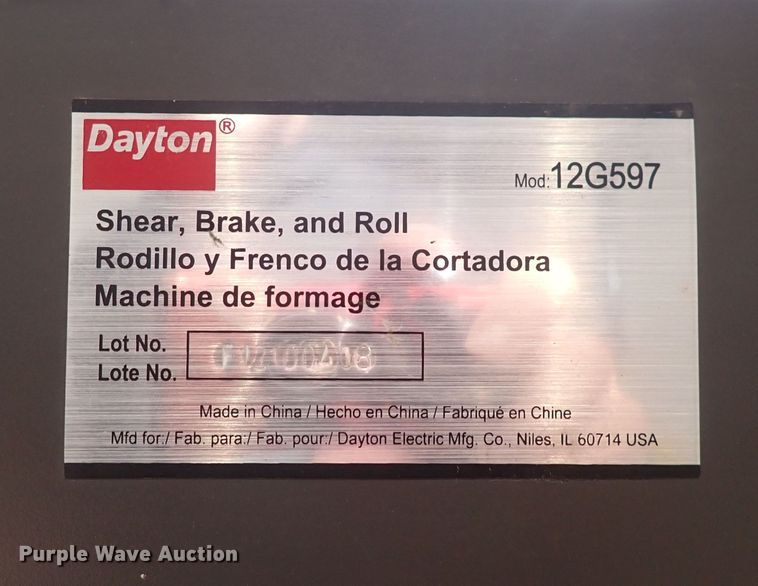 Dayton®
Mod: 12G597
Shear, Brake, and Roll
Rodillo y Frenco de la Cortadora
Machine de formage
Lot No.
Lote No.
Made in China / Hecho en China / Fabriqué en Chine
Mfd for:/ Fab. para:/ Fab. pour:/ Dayton Electric Mfg. Co., Niles, IL 60714 USA
Purple Wave Auction